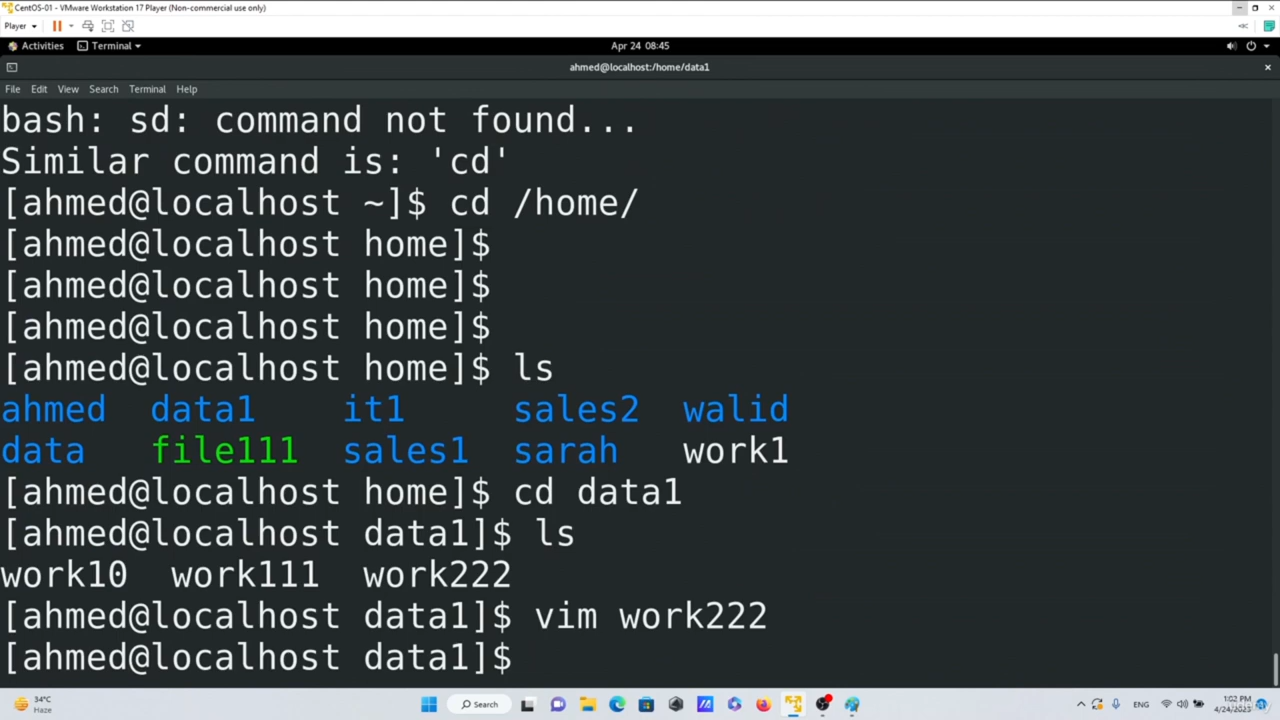 CentOS-01 - VMware Workstation 17 Player (Non-commercial use only)
Player
Activities Terminal Apr 24 08:45
ahmed@localhost:/home/data1
File Edit View Search Terminal Help
bash: sd: command not found...
Similar command is: 'cd'
[ahmed@localhost ~]$ cd /home/
[ahmed@localhost home]$
[ahmed@localhost home]$
[ahmed@localhost home]$
[ahmed@localhost home]$ ls
ahmed data1 it1 sales2 walid
data file111 sales1 sarah work1
[ahmed@localhost home]$ cd data1
[ahmed@localhost data1]$ ls
work10 work111 work222
[ahmed@localhost data1]$ vim work222
[ahmed@localhost data1]$
34°C
Haze
Search
ENG
1:02 PM
4/24/2023